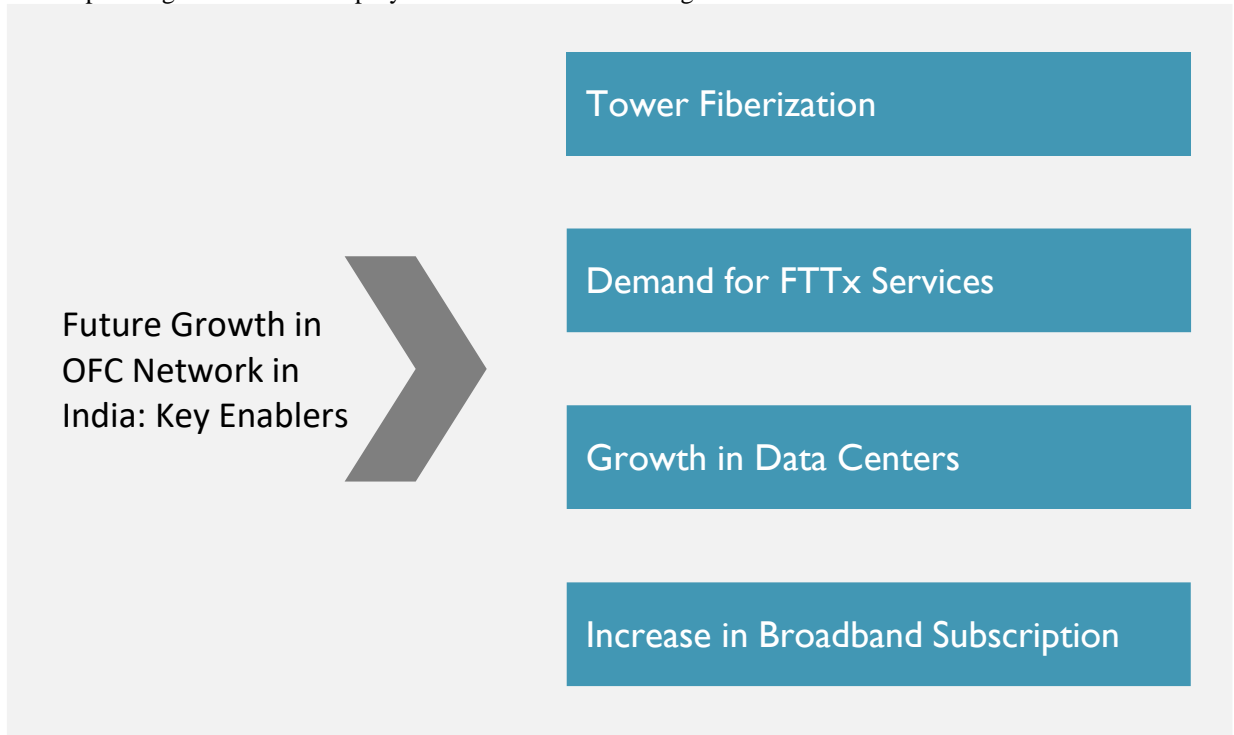 Future Growth in
OFC Network in
India: Key Enablers
Tower Fiberization
Demand for FTTx Services
Growth in Data Centers
Increase in Broadband Subscription